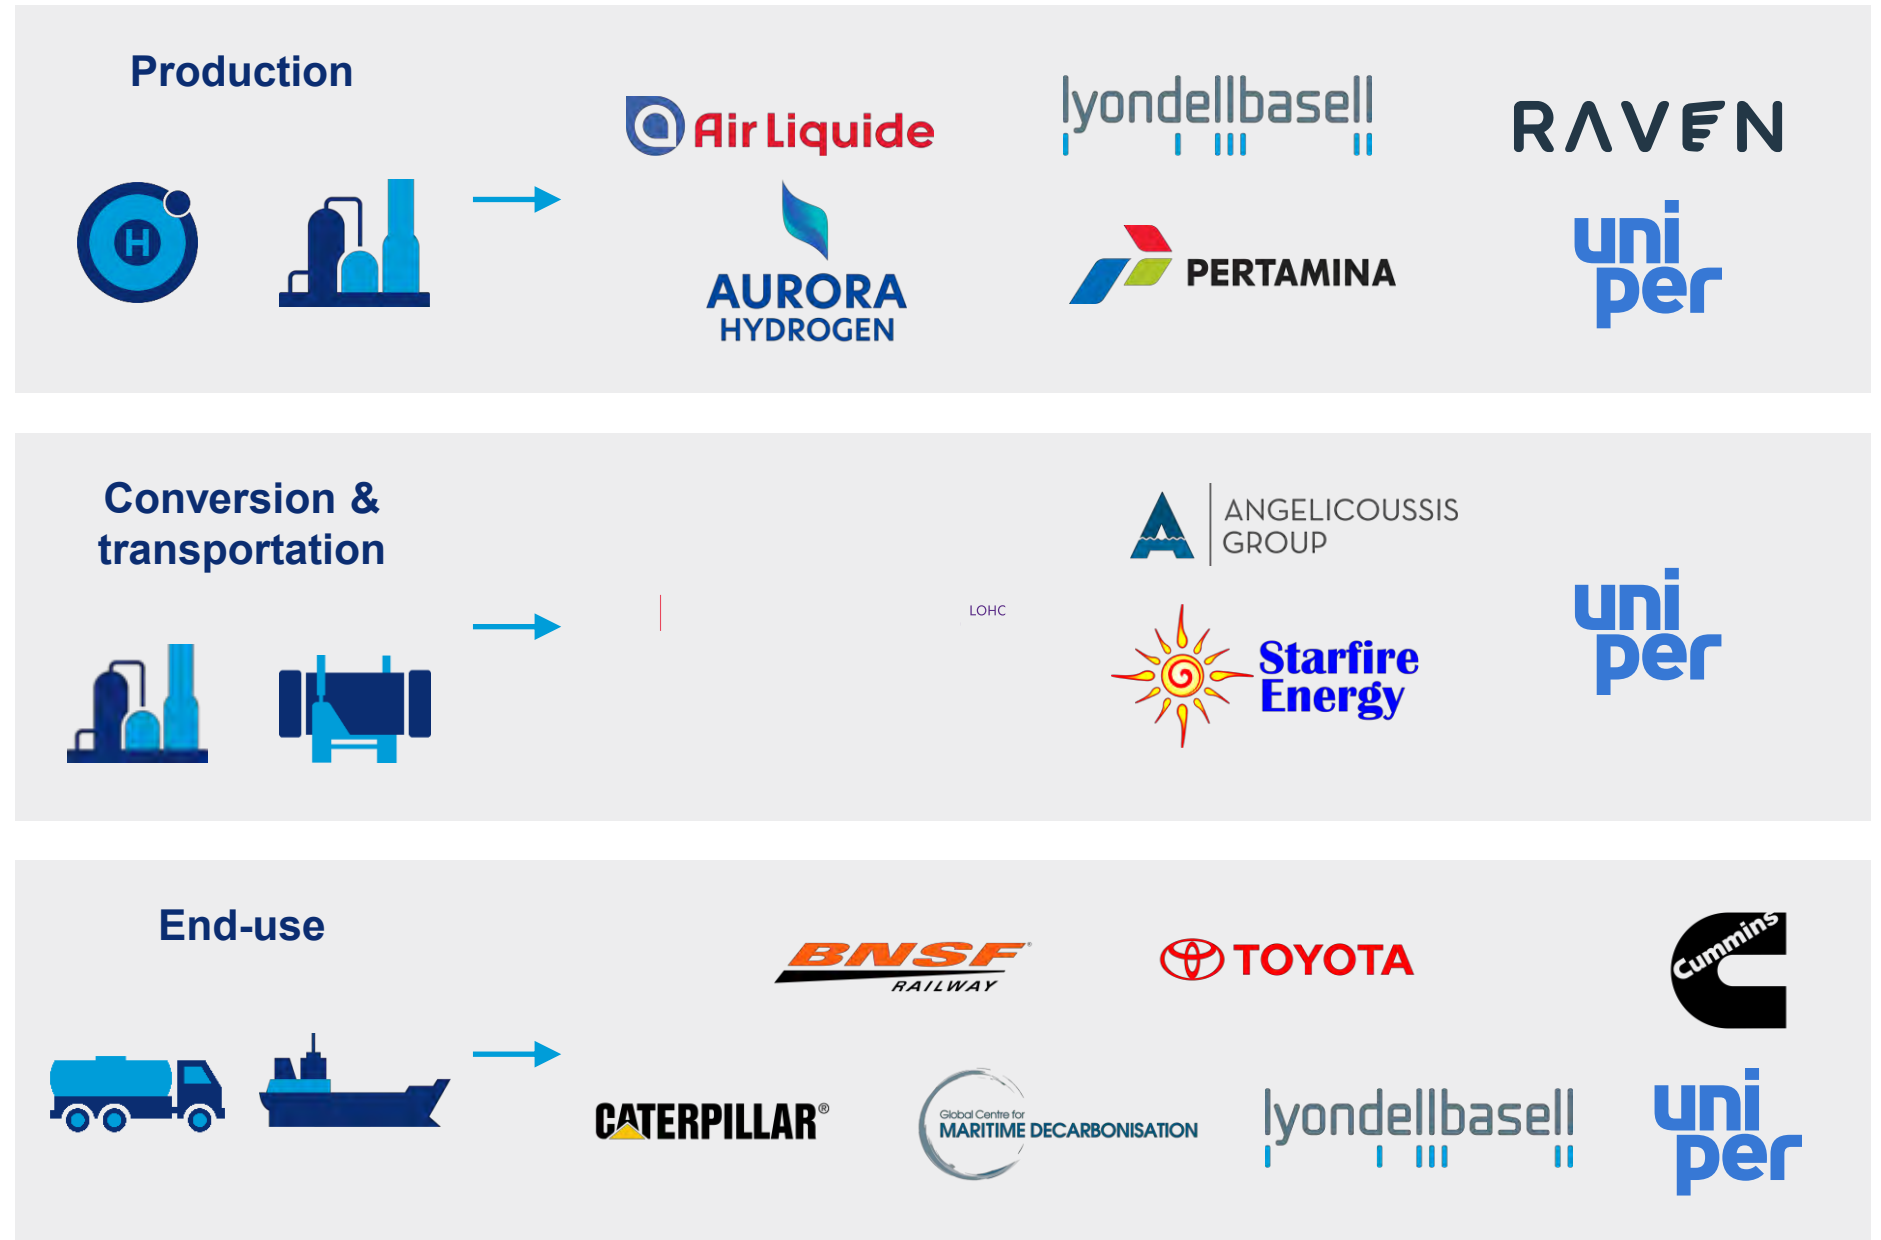 Production
Air Liquide
lyondellbasell
RAVEN
H
AURORA
HYDROGEN
PERTAMINA
uni
per
Conversion &
transportation
ANGELICOUSSIS
GROUP
LOHC
Starfire
Energy
uni
per
End-use
BNSF
RAILWAY
TOYOTA
Cummins
CATERPILLAR®
Global Centre for
MARITIME DECARBONISATION
lyondellbasell
uni
per